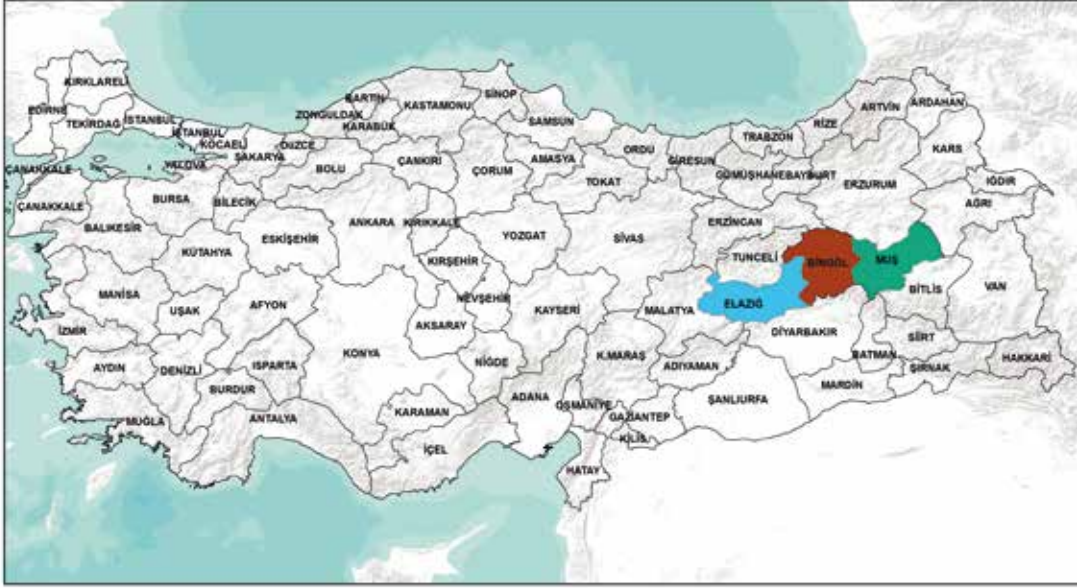 KIRKLARELİ
EDİRNE
TEKİRDAĞ
İSTANBUL
İSTANBUL
KOCAELİ
YALOVA
SAKARYA
DÜZCE
ZONGULDAK
BARTIN
KARABÜK
KASTAMONU
SİNOP
SAMSUN
ORDU
GİRESUN
TRABZON
RİZE
ARTVİN
ARDAHAN
KARS
IĞDIR
AĞRI
ERZURUM
BAYBURT
GÜMÜŞHANE
ÇANAKKALE
ÇANAKKALE
BALIKESİR
BURSA
BİLECİK
BOLU
ÇANKIRI
ÇORUM
AMASYA
TOKAT
SİVAS
ERZİNCAN
TUNCELİ
BİNGÖL
MUŞ
BİTLİS
VAN
KÜTAHYA
ESKİŞEHİR
ANKARA
KIRIKKALE
KIRŞEHİR
YOZGAT
NEVŞEHİR
KAYSERİ
MALATYA
ELAZIĞ
DİYARBAKIR
BATMAN
SİİRT
ŞIRNAK
HAKKARİ
MANİSA
UŞAK
AFYON
KONYA
AKSARAY
NİĞDE
K.MARAŞ
ADIYAMAN
ŞANLIURFA
MARDİN
İZMİR
AYDIN
DENİZLİ
ISPARTA
BURDUR
KARAMAN
ADANA
OSMANİYE
GAZİANTEP
KİLİS
MUĞLA
ANTALYA
İÇEL
HATAY